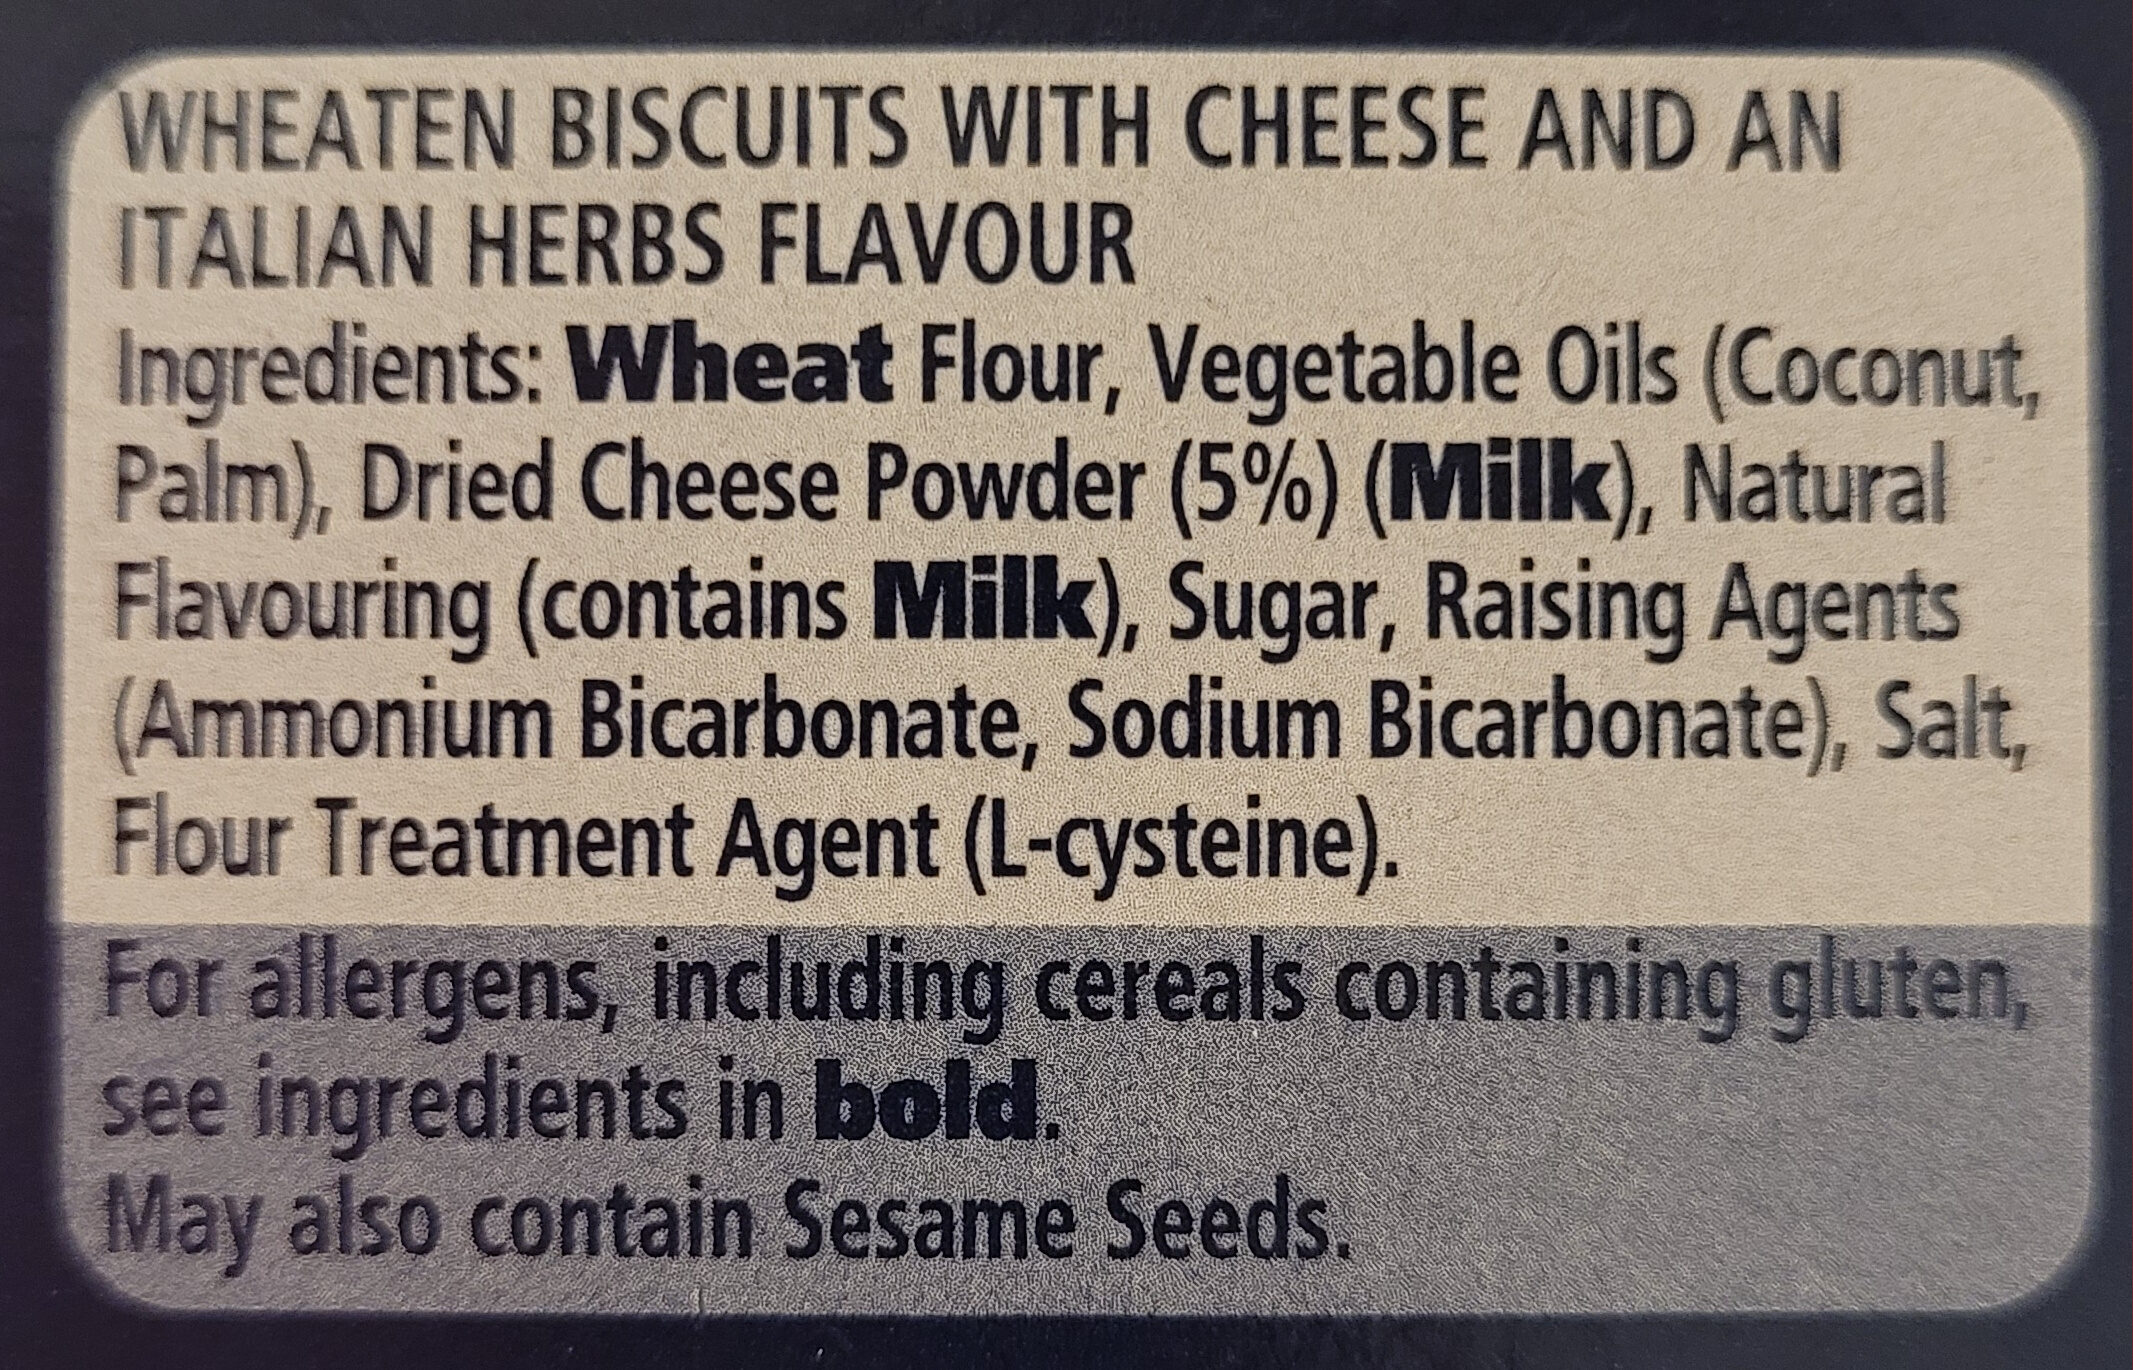 WHEATEN BISCUITS WITH CHEESE AND AN
ITALIAN HERBS FLAVOUR
Ingredients: Wheat Flour, Vegetable Oils (Coconut,
Palm), Dried Cheese Powder (5%) (Milk), Natural
Flavouring (contains Milk), Sugar, Raising Agents
(Ammonium Bicarbonate, Sodium Bicarbonate), Salt,
Flour Treatment Agent (L-cysteine).
For allergens, including cereals containing gluten,
see ingredients in bold.
May also contain Sesame Seeds.